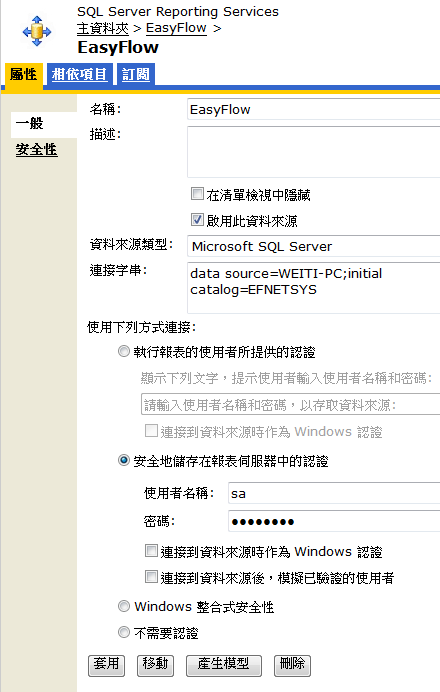 SQL Server Reporting Services
主資料夾 > EasyFlow >
EasyFlow
屬性 相依項目 訂閱
一般
安全性
名稱: EasyFlow
描述:
在清單檢視中隱藏
啟用此資料來源
資料來源類型: Microsoft SQL Server
連接字串: data source=WEITI-PC;initial
catalog=EFNETSYS
使用下列方式連接:
執行報表的使用者所提供的認證
顯示下列文字，提示使用者輸入使用者名稱和密碼:
請輸入使用者名稱和密碼，以存取資料來源:
連接到資料來源時作為 Windows 認證
安全地儲存在報表伺服器中的認證
使用者名稱: sa
密碼: ●●●●●●●●
連接到資料來源時作為 Windows 認證
連接到資料來源後，模擬已驗證的使用者
Windows 整合式安全性
不需要認證
套用 移動 產生模型 刪除